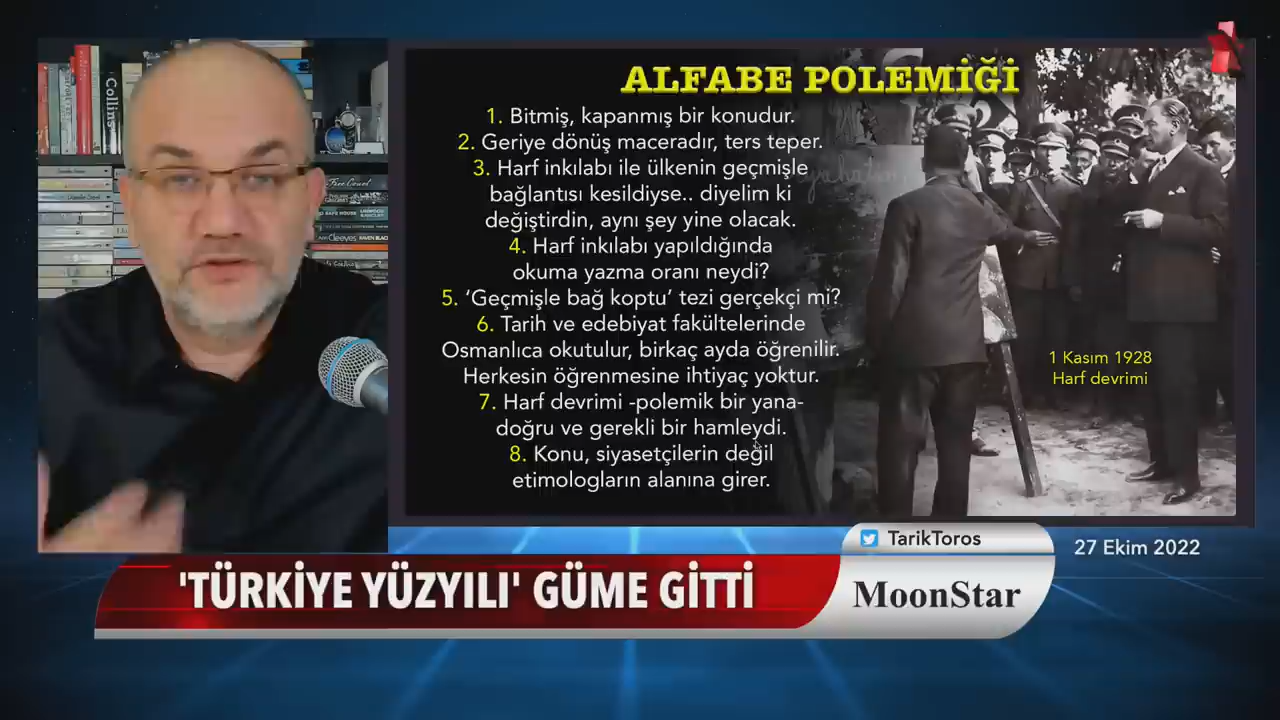 ALFABE POLEMİĞİ
1. Bitmiş, kapanmış bir konudur.
2. Geriye dönüş maceradır, ters teper.
3. Harf inkılabı ile ülkenin geçmişle
bağlantısı kesildiyse.. diyelim ki
değiştirdin, aynı şey yine olacak.
4. Harf inkılabı yapıldığında
okuma yazma oranı neydi?
5. ‘Geçmişle bağ koptu’ tezi gerçekçi mi?
6. Tarih ve edebiyat fakültelerinde
Osmanlıca okutulur, birkaç ayda öğrenilir.
Herkesin öğrenmesine ihtiyaç yoktur.
7. Harf devrimi -polemik bir yana-
doğru ve gerekli bir hamleydi.
8. Konu, siyasetçilerin değil
etimologların alanına girer.
1 Kasım 1928
Harf devrimi
Collins
TarikToros
27 Ekim 2022
'TÜRKİYE YÜZYILI' GÜME GİTTİ
MoonStar